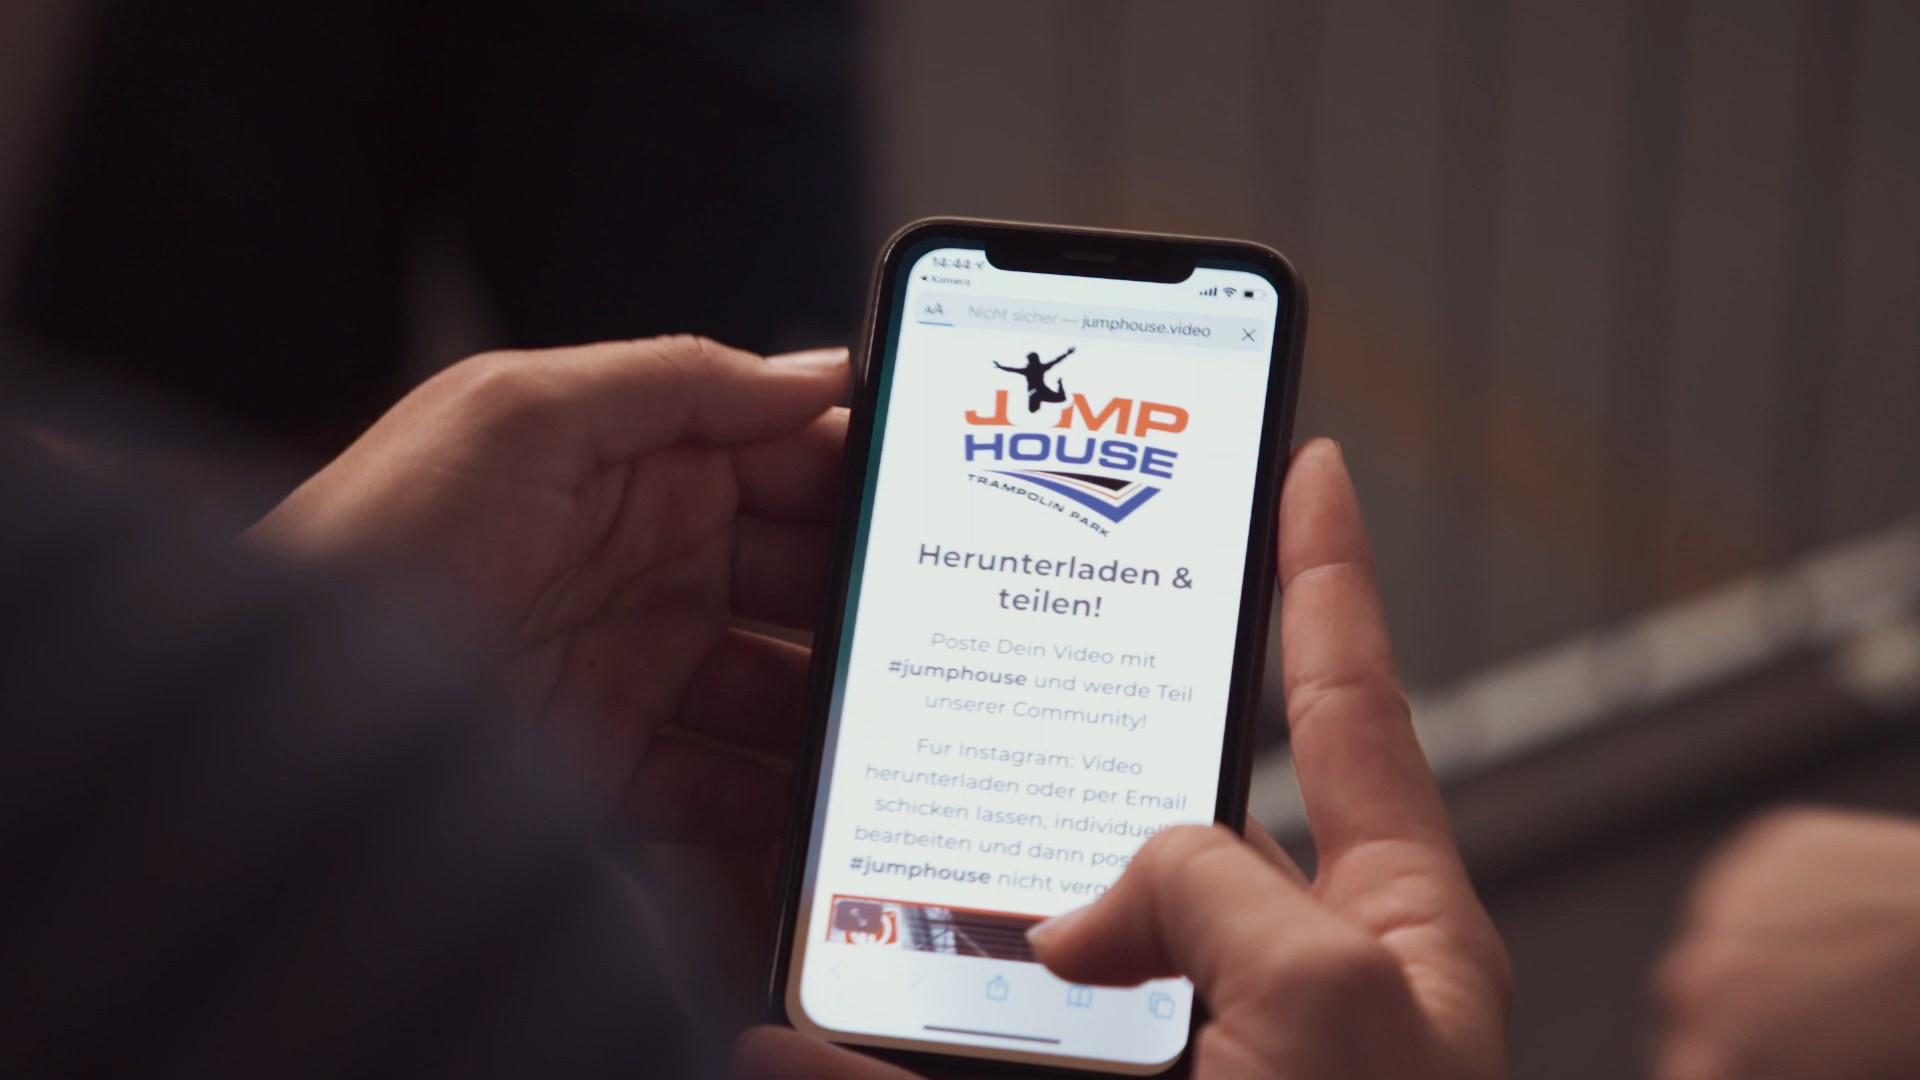 14:44
Kamera
AA Nicht sicher — jumphouse.video
JUMP
HOUSE
TRAMPOLIN PARK
Herunterladen &
teilen!
Poste Dein Video mit
#jumphouse und werde Teil
unserer Community!
Für Instagram: Video
herunterladen oder per Email
schicken lassen, individuell
bearbeiten und dann
#jumphouse nicht